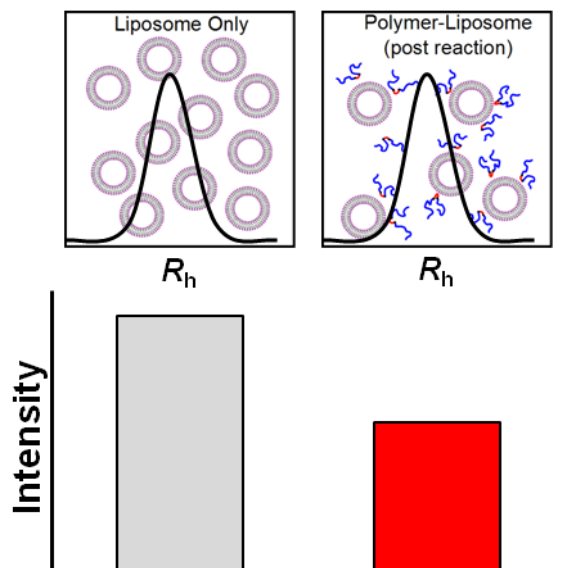 Liposome Only
Polymer-Liposome
(post reaction)
Rh
Rh
Intensity